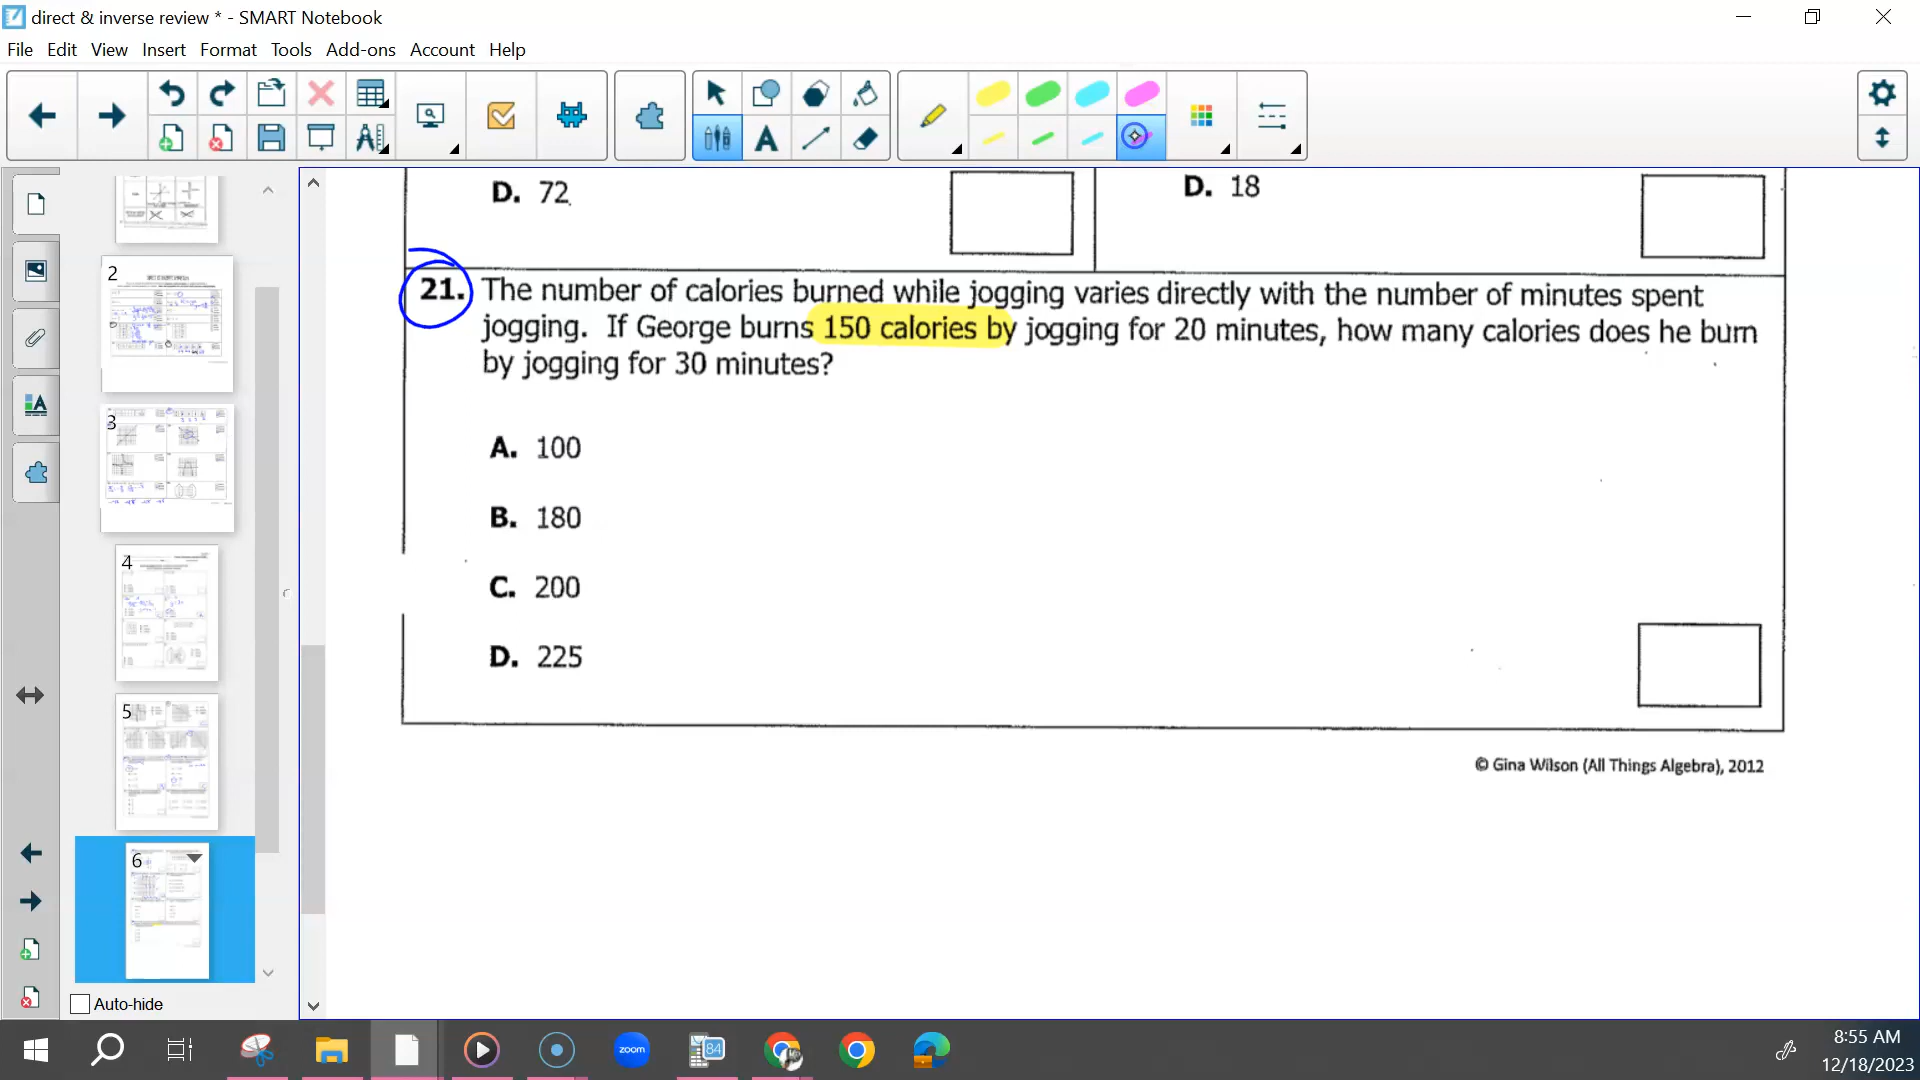 direct & inverse review * - SMART Notebook
File Edit View Insert Format Tools Add-ons Account Help
D. 72
D. 18
21. The number of calories burned while jogging varies directly with the number of minutes spent
jogging. If George burns 150 calories by jogging for 20 minutes, how many calories does he burn
by jogging for 30 minutes?
A. 100
B. 180
C. 200
D. 225
© Gina Wilson (All Things Algebra), 2012
2
3
4
5
6
Auto-hide
zoom
84
8:55 AM
12/18/2023